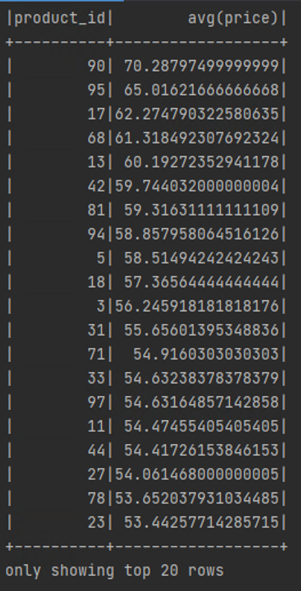 |product_id|       avg(price)|
+----------+-----------------+
|        90| 70.28797499999999|
|        95| 65.01621666666668|
|        17|62.274790322580635|
|        68|61.318492307692324|
|        13| 60.19272352941178|
|        42|59.744032000000004|
|        81| 59.31631111111109|
|        94|58.857958064516126|
|         5| 58.51494242424243|
|        18| 57.36564444444444|
|         3|56.245918181818176|
|        31| 55.65601395348836|
|        71|  54.9160303030303|
|        33| 54.63238378378379|
|        97| 54.63164857142858|
|        11| 54.47455405405405|
|        44| 54.41726153846153|
|        27|54.061468000000005|
|        78|53.652037931034485|
|        23| 53.44257714285715|
+----------+-----------------+
only showing top 20 rows